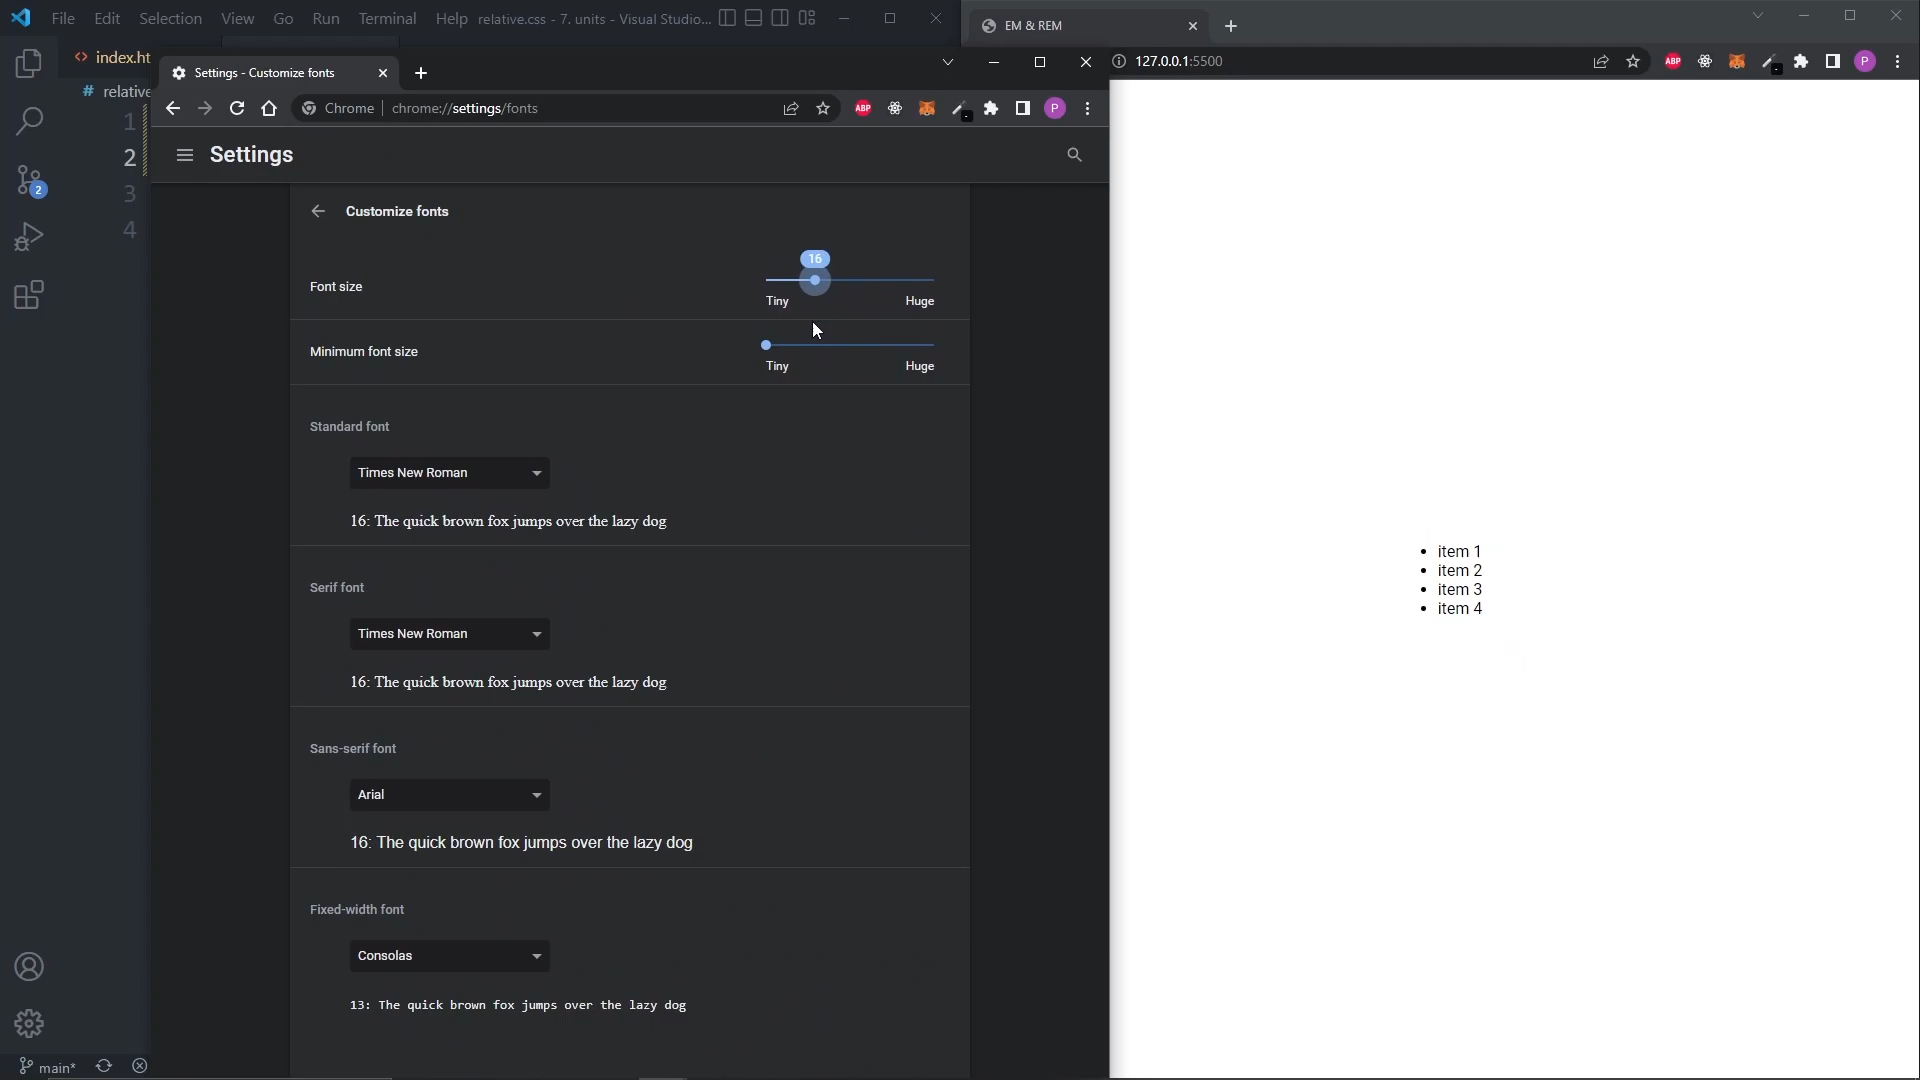 File Edit Selection View Go Run Terminal Help relative.css - 7. units - Visual Studio...
EM & REM
index.ht
Settings - Customize fonts
127.0.0.1:5500
ABP
P
# relative
Chrome chrome://settings/fonts
ABP
P
1
2
3
4
2
Settings
Customize fonts
16
Font size
Tiny
Huge
Minimum font size
Tiny
Huge
Standard font
Times New Roman
16: The quick brown fox jumps over the lazy dog
Serif font
Times New Roman
16: The quick brown fox jumps over the lazy dog
Sans-serif font
Arial
16: The quick brown fox jumps over the lazy dog
Fixed-width font
Consolas
13: The quick brown fox jumps over the lazy dog
main*
• item 1
• item 2
• item 3
• item 4